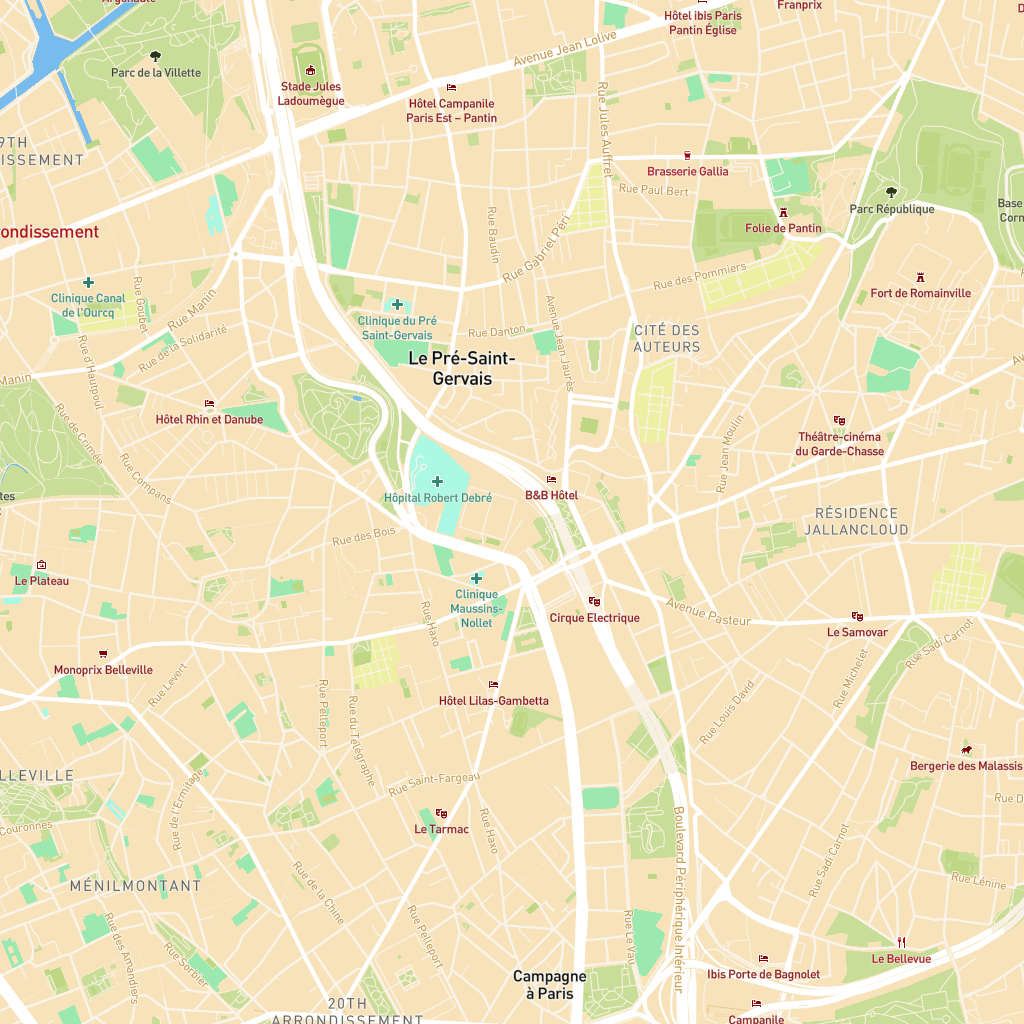 Hôtel ibis Paris
Pantin Église
Franprix
Avenue Jean Lolive
Parc de la Villette
Stade Jules
Ladoumègue
Hôtel Campanile
Paris Est – Pantin
Rue Jules Auffret
Brasserie Gallia
Rue Paul Bert
Parc République
Base
Corn
Folie de Pantin
Rue Baudin
Rue Gabriel Péri
Rue des Pommiers
Fort de Romainville
Clinique Canal
de l'Ourcq
Rue Goubet
Rue Manin
Rue de la Solidarité
Clinique du Pré
Saint-Gervais
Rue Danton
Avenue Jean Jaurès
CITÉ DES
AUTEURS
Le Pré-Saint-
Gervais
Manin
Rue d'Hautpoul
Hôtel Rhin et Danube
Rue de Crimée
Rue Compans
Rue Jean Moulin
Théâtre-cinéma
du Garde-Chasse
Hôpital Robert Debré
B&B Hôtel
RÉSIDENCE
JALLANCLOUD
Rue des Bois
Le Plateau
Clinique
Maussins-
Nollet
Rue Haxo
Cirque Electrique
Avenue Pasteur
Le Samovar
Rue Sadi Carnot
Monoprix Belleville
Rue Levert
Rue Pelleport
Rue du Télégraphe
Hôtel Lilas-Gambetta
Rue Louis David
Rue Michelet
Bergerie des Malassis
Rue Saint-Fargeau
Rue de l'Ermitage
Couronnes
Le Tarmac
Rue Haxo
Boulevard Périphérique Intérieur
Rue Sadi Carnot
Rue D
MÉNILMONTANT
Rue de la Chine
Rue Lénine
Rue des Amandiers
Rue Sorbier
Rue Pelleport
Rue Le Vau
Le Bellevue
Ibis Porte de Bagnolet
Campagne
à Paris
20TH
ARRONDISSEMENT
Campanile